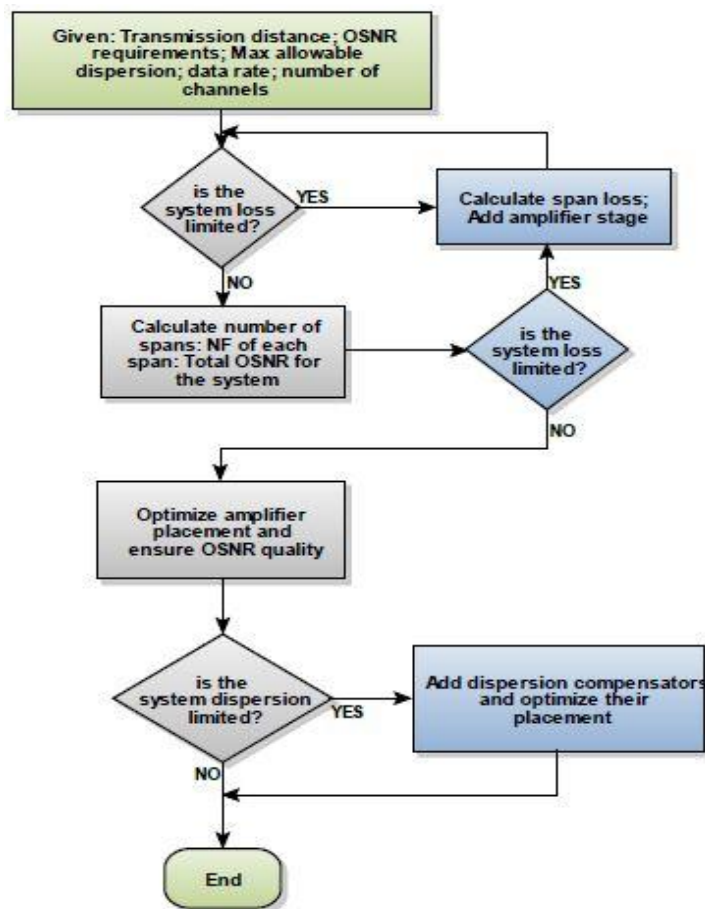 Given: Transmission distance; OSNR
requirements; Max allowable
dispersion; data rate; number of
channels
is the
system loss
limited?
YES
Calculate span loss;
Add amplifier stage
NO
YES
Calculate number of
spans: NF of each
span: Total OSNR for
the system
is the
system loss
limited?
NO
Optimize amplifier
placement and
ensure OSNR quality
is the
system dispersion
limited?
YES
Add dispersion compensators
and optimize their
placement
NO
End